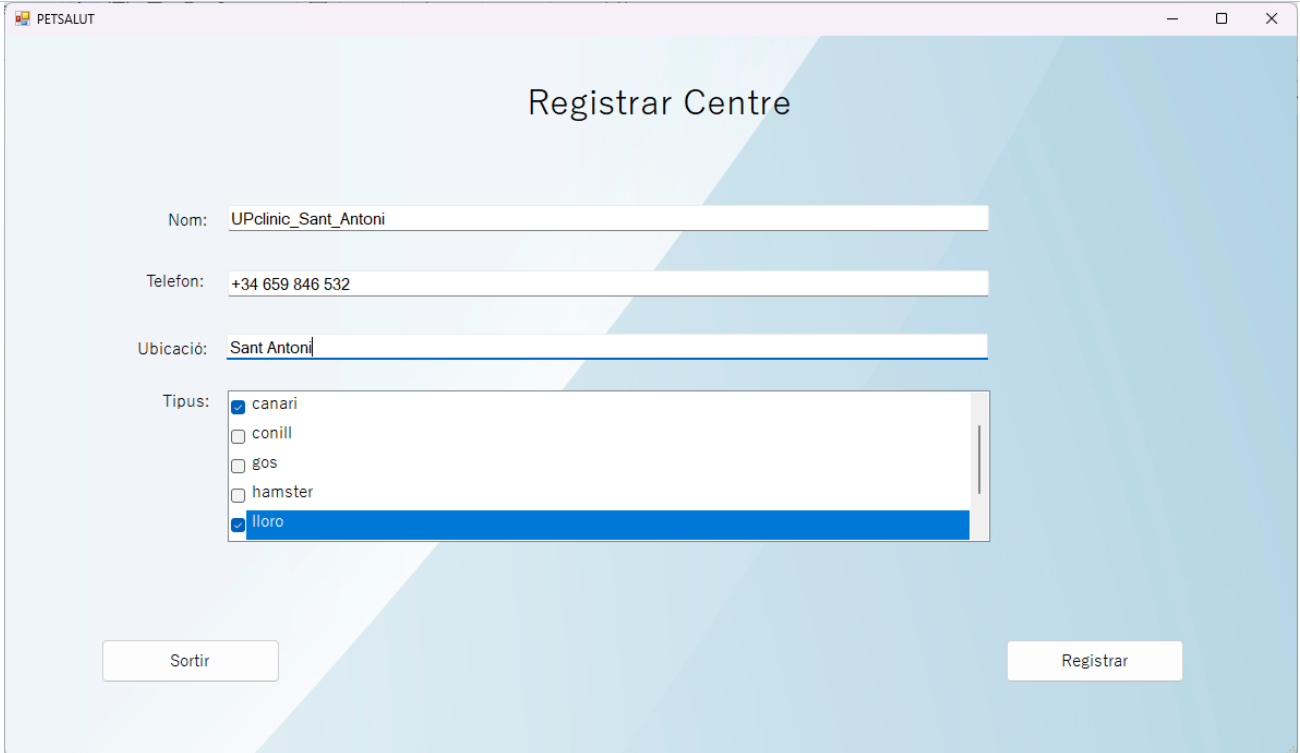 PETSALUT
Registrar Centre
Nom: UPclinic_Sant_Antoni
Telefon: +34 659 846 532
Ubicació: Sant Antoni
Tipus:
canari
conill
gos
hamster
lloro
Sortir
Registrar